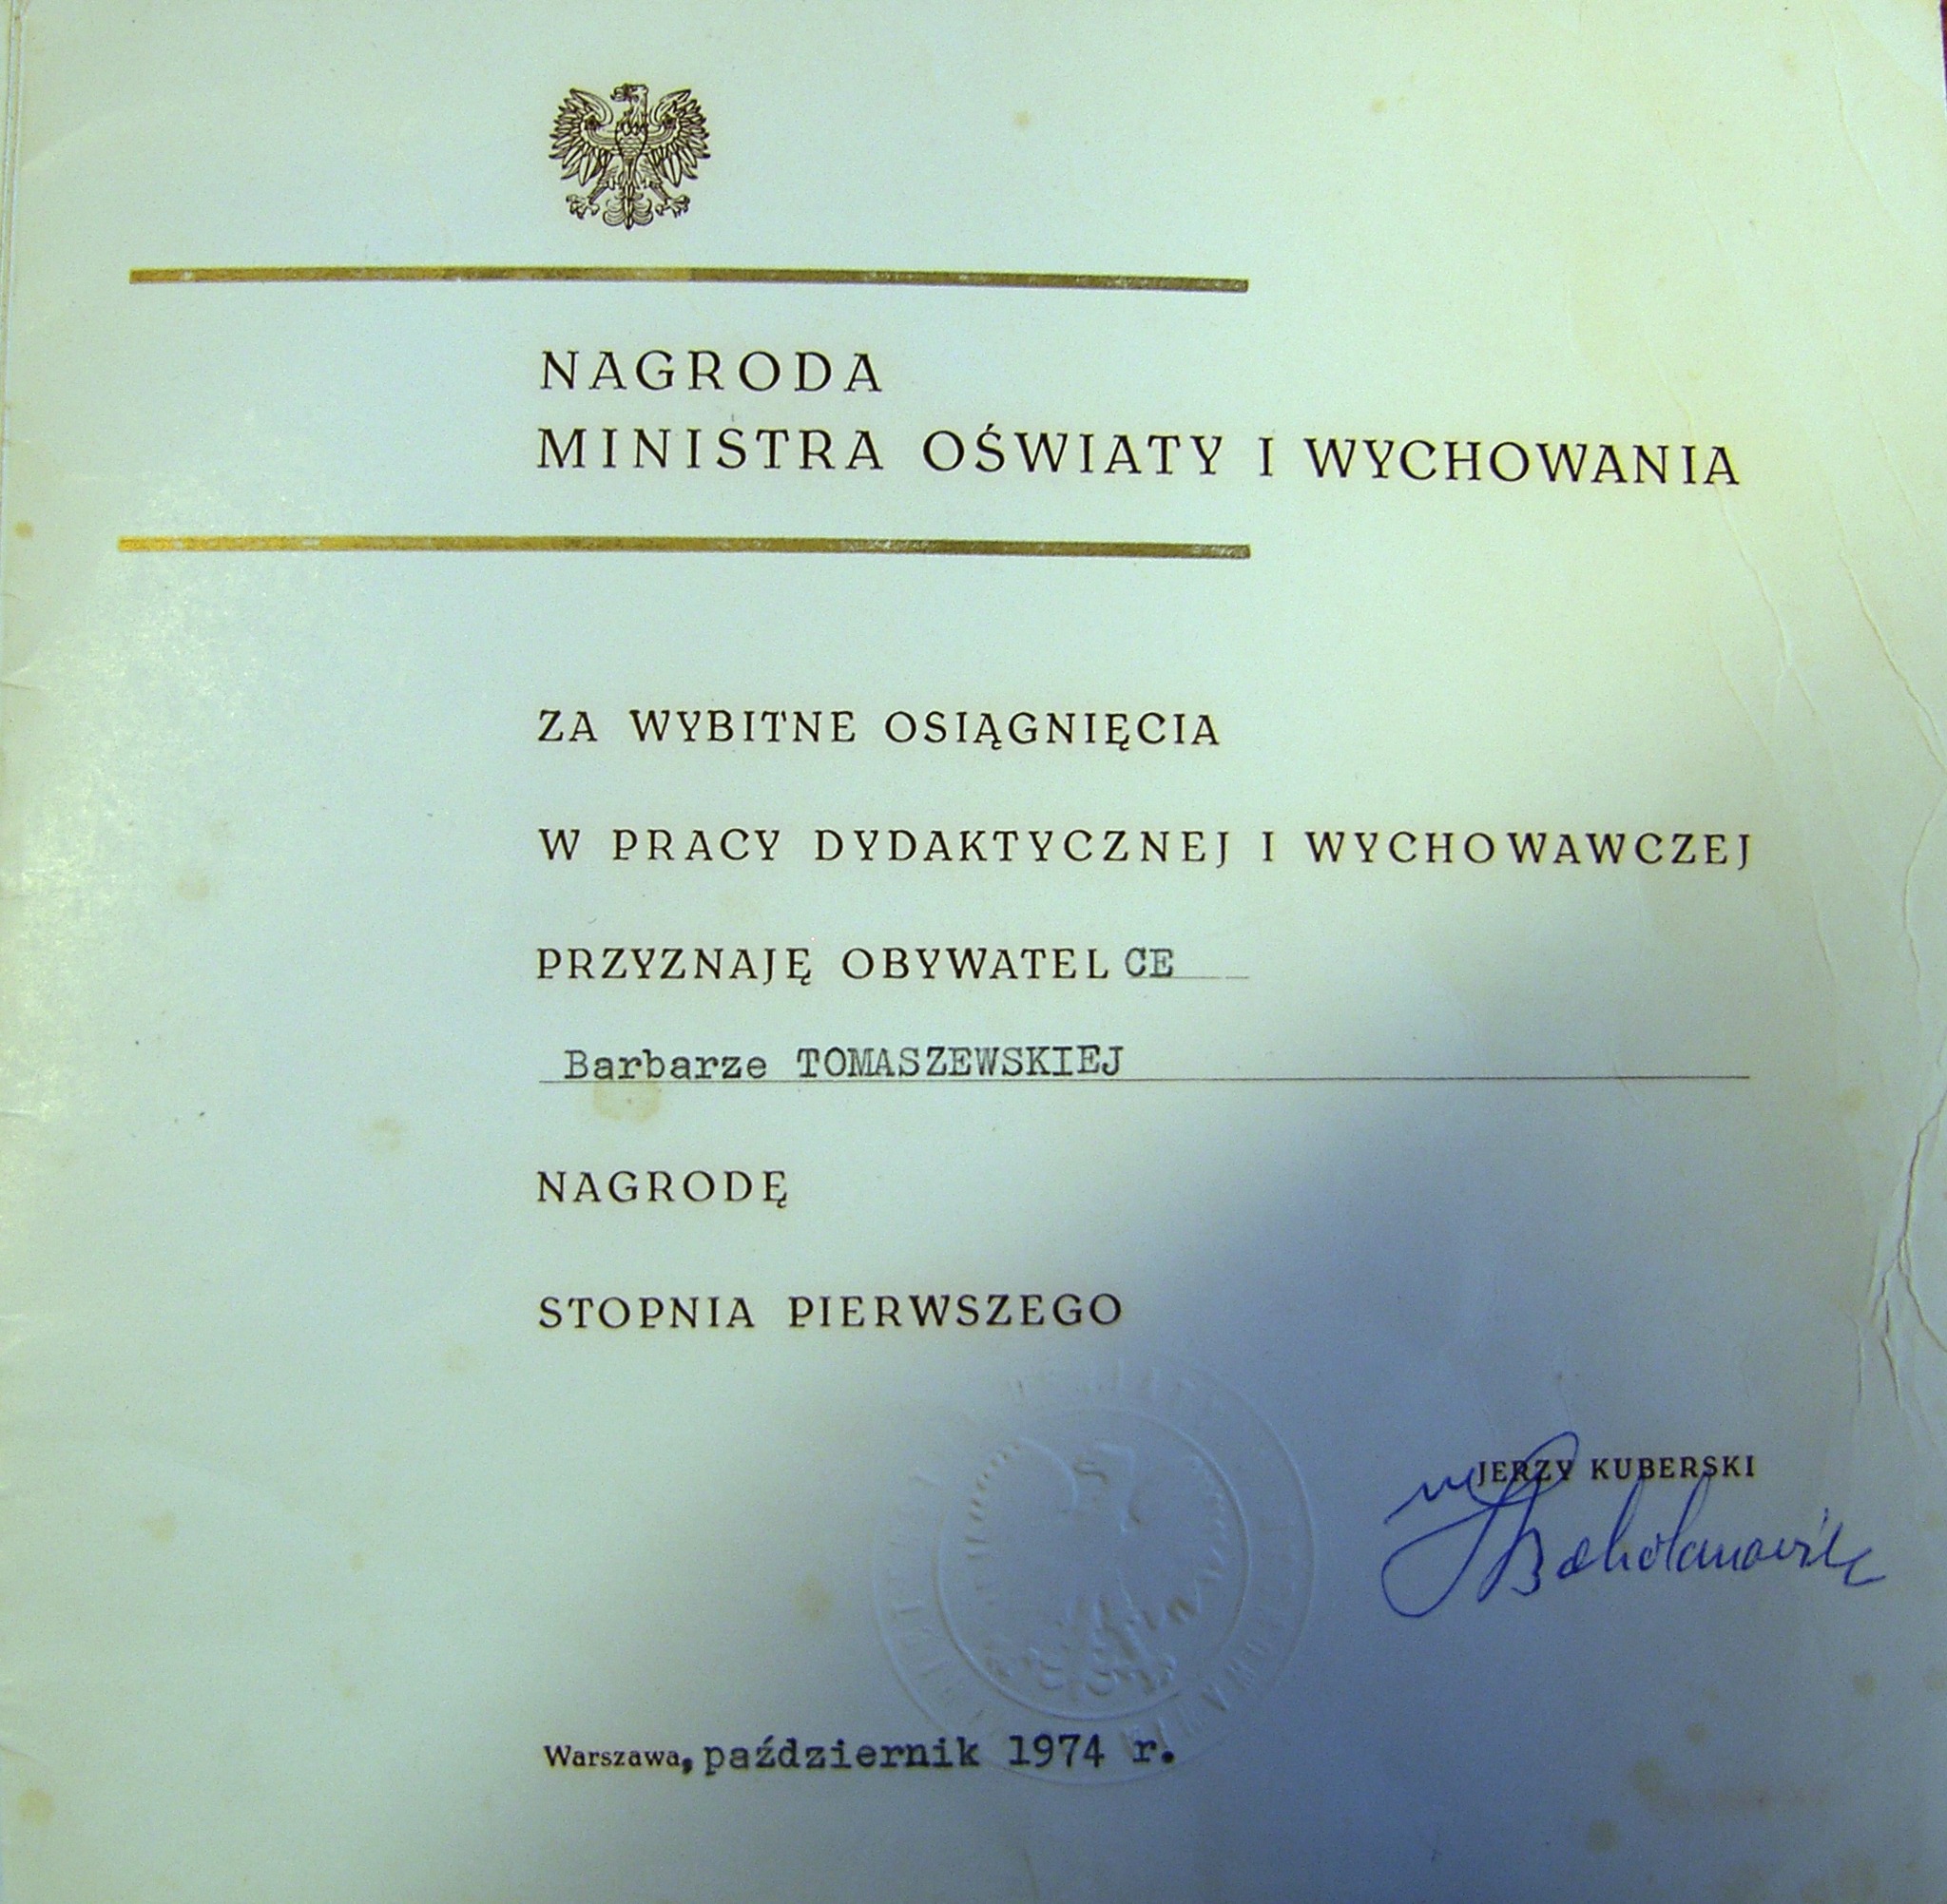 NAGRODA
MINISTRA OŚWIATY I WYCHOWANIA
ZA WYBITNE OSIĄGNIĘCIA
W PRACY DYDAKTYCZNEJ I WYCHOWAWCZEJ
PRZYZNAJĘ OBYWATELCE
Barbarze TOMASZEWSKIEJ
NAGRODĘ
STOPNIA PIERWSZEGO
JERZY KUBERSKI
Warszawa, październik 1974 r.